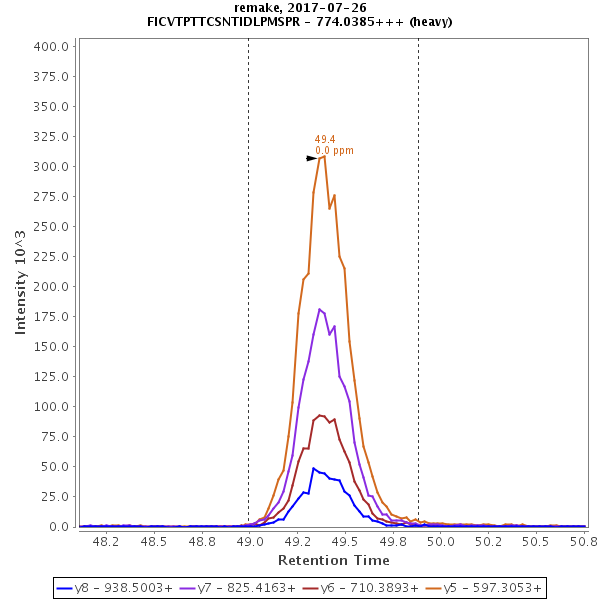 remake, 2017-07-26
FICVTPTTCSNTIDLPMSPR - 774.0385+++ (heavy)
400.0
375.0
350.0
325.0
300.0
275.0
250.0
225.0
200.0
175.0
150.0
125.0
100.0
75.0
50.0
25.0
0.0
Intensity 10^3
49.4
0.0 ppm
48.2 48.5 48.8 49.0 49.2 49.5 49.8 50.0 50.2 50.5 50.8
Retention Time
y8 - 938.5003+ y7 - 825.4163+ y6 - 710.3893+ y5 - 597.3053+